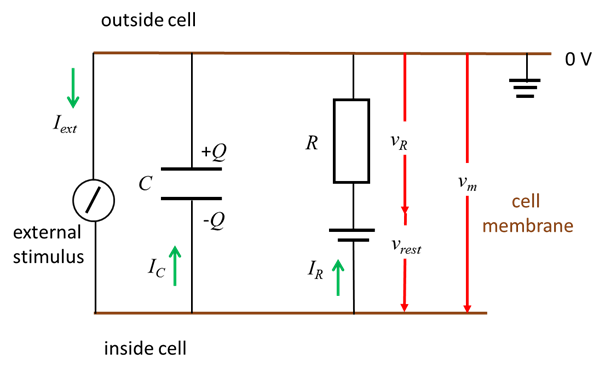 outside cell
0 V
I_ext
+Q
R
v_R
C
v_m
-Q
cell
membrane
external
stimulus
I_C
I_R
v_rest
inside cell